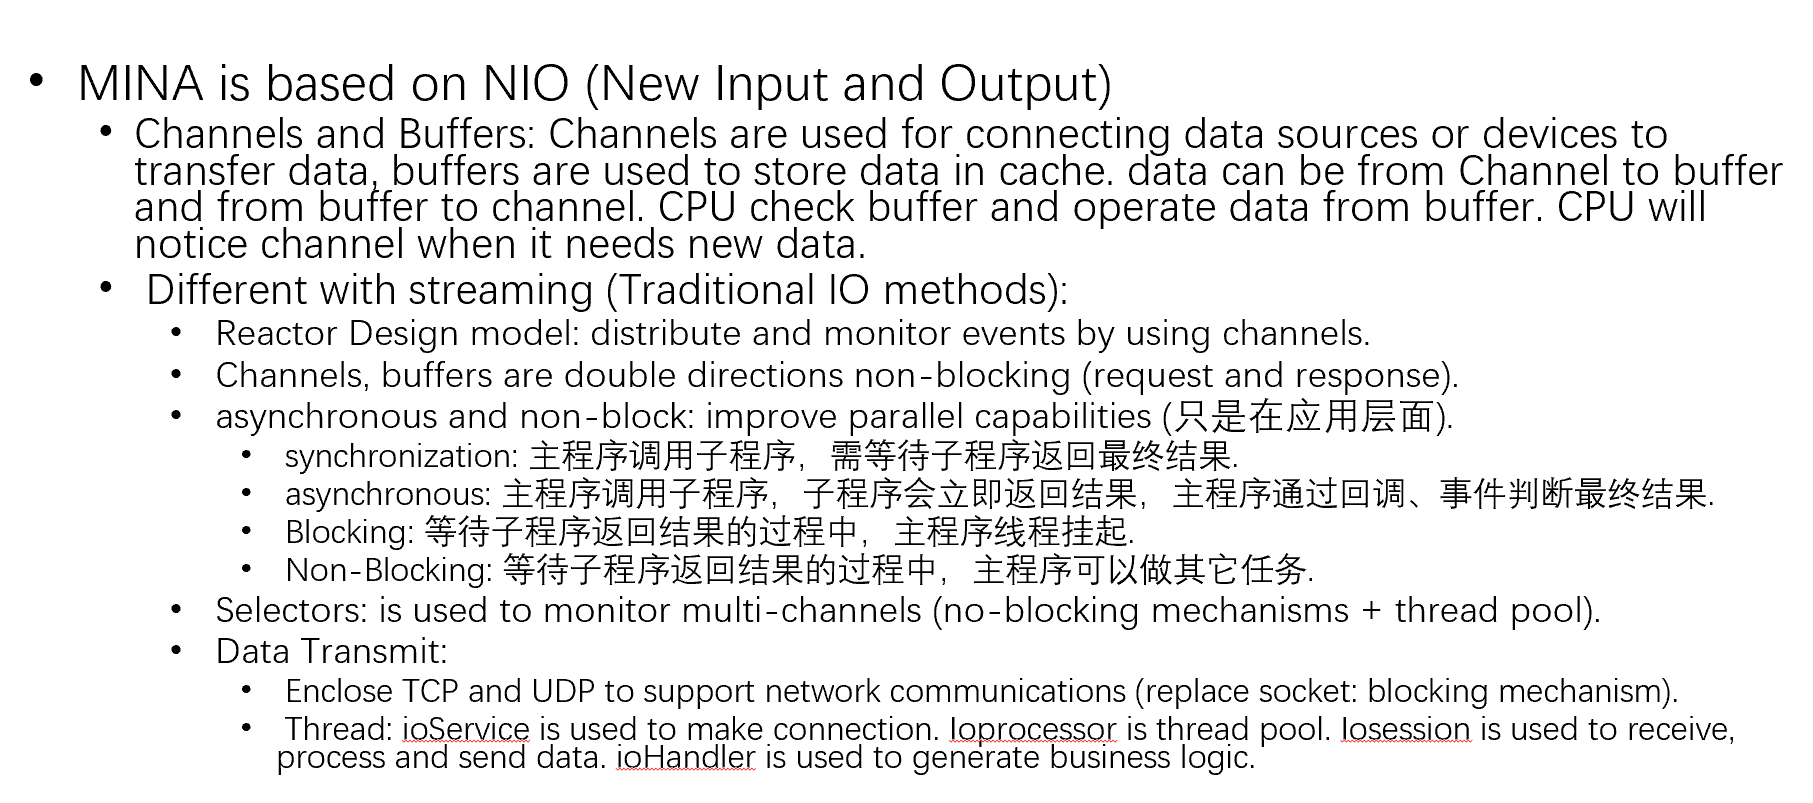 • MINA is based on NIO (New Input and Output)
• Channels and Buffers: Channels are used for connecting data sources or devices to
transfer data, buffers are used to store data in cache. data can be from Channel to buffer
and from buffer to channel. CPU check buffer and operate data from buffer. CPU will
notice channel when it needs new data.
• Different with streaming (Traditional IO methods):
• Reactor Design model: distribute and monitor events by using channels.
• Channels, buffers are double directions non-blocking (request and response).
• asynchronous and non-block: improve parallel capabilities (只是在应用层面).
• synchronization: 主程序调用子程序，需等待子程序返回最终结果.
• asynchronous: 主程序调用子程序，子程序会立即返回结果，主程序通过回调、事件判断最终结果.
• Blocking: 等待子程序返回结果的过程中，主程序线程挂起.
• Non-Blocking: 等待子程序返回结果的过程中，主程序可以做其它任务.
• Selectors: is used to monitor multi-channels (no-blocking mechanisms + thread pool).
• Data Transmit:
• Enclose TCP and UDP to support network communications (replace socket: blocking mechanism).
• Thread: ioService is used to make connection. Ioprocessor is thread pool. Iosession is used to receive,
process and send data. ioHandler is used to generate business logic.